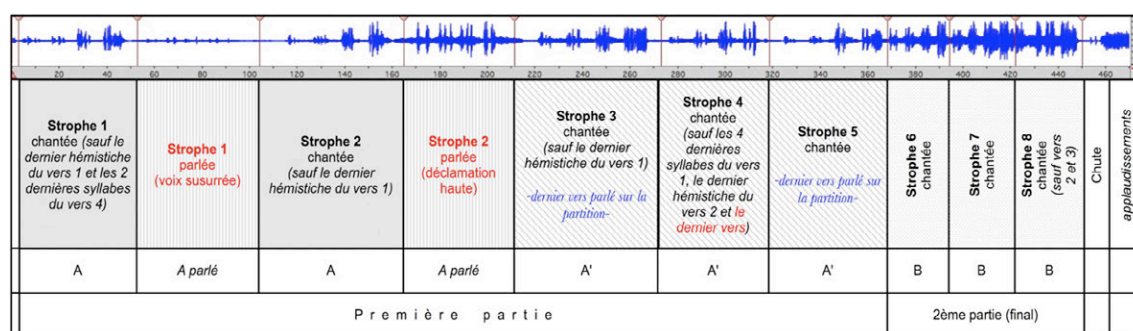 20 40 60 80 100 120 140 160 180 200 220 240 260 280 300 320 340 360 380 400 420 440 460
Strophe 1
chantée (sauf le
dernier hémistiche
du vers 1 et les 2
dernières syllabes
du vers 4)
Strophe 1
parlée
(voix susurrée)
Strophe 2
chantée
(sauf le dernier
hémistiche du vers 1)
Strophe 2
parlée
(déclamation
haute)
Strophe 3
chantée
(sauf le dernier
hémistiche du vers 1)
-dernier vers parlé sur la
partition-
Strophe 4
chantée
(sauf les 4
dernières
syllabes du vers
1, le dernier
hémistiche du
vers 2 et le
dernier vers)
Strophe 5
chantée
-dernier vers parlé sur
la partition-
Strophe 6
chantée
Strophe 7
chantée
Strophe 8
chantée
(sauf vers
2 et 3)
Chute
applaudissements
A A parlé A A parlé A' A' A' B B B
Première partie 2ème partie (final)